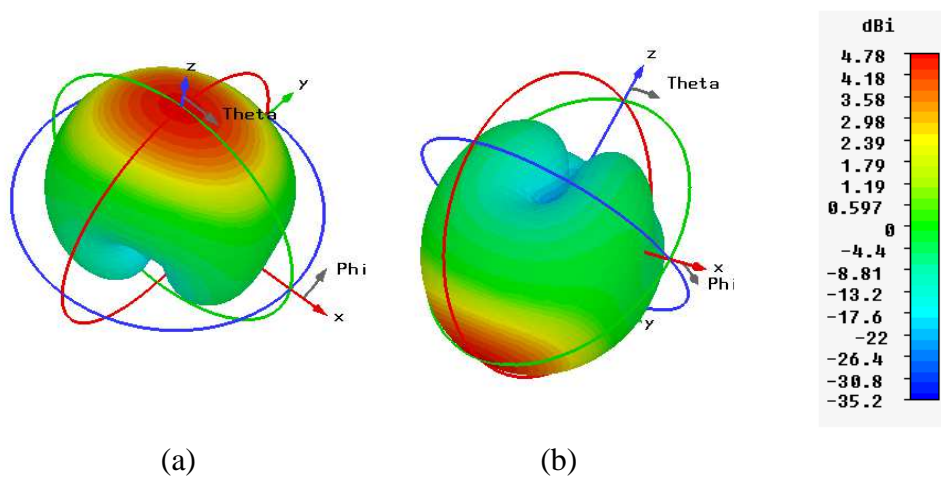 z
y
Theta
Phi
x
(a)
z
Theta
x
Phi
y
(b)
dBi
4.78
4.18
3.58
2.98
2.39
1.79
1.19
0.597
0
-4.4
-8.81
-13.2
-17.6
-22
-26.4
-30.8
-35.2